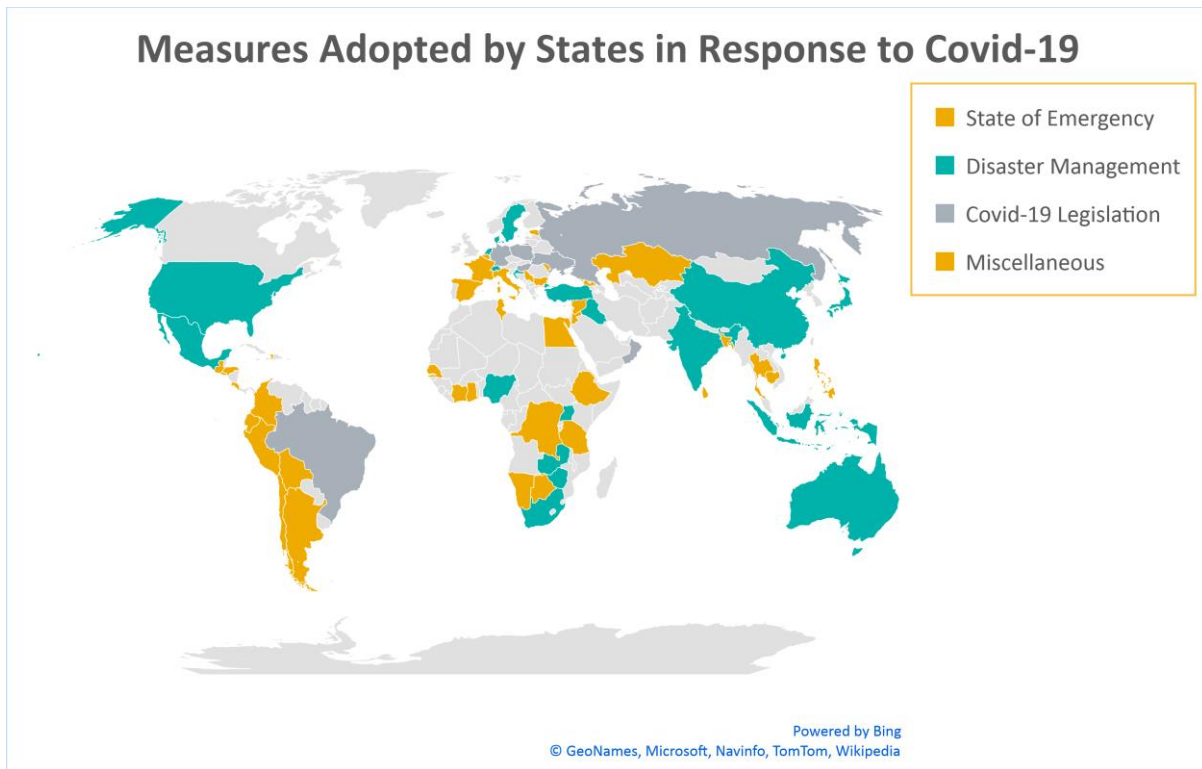 Measures Adopted by States in Response to Covid-19
State of Emergency
Disaster Management
Covid-19 Legislation
Miscellaneous
Powered by Bing
© GeoNames, Microsoft, Navinfo, TomTom, Wikipedia